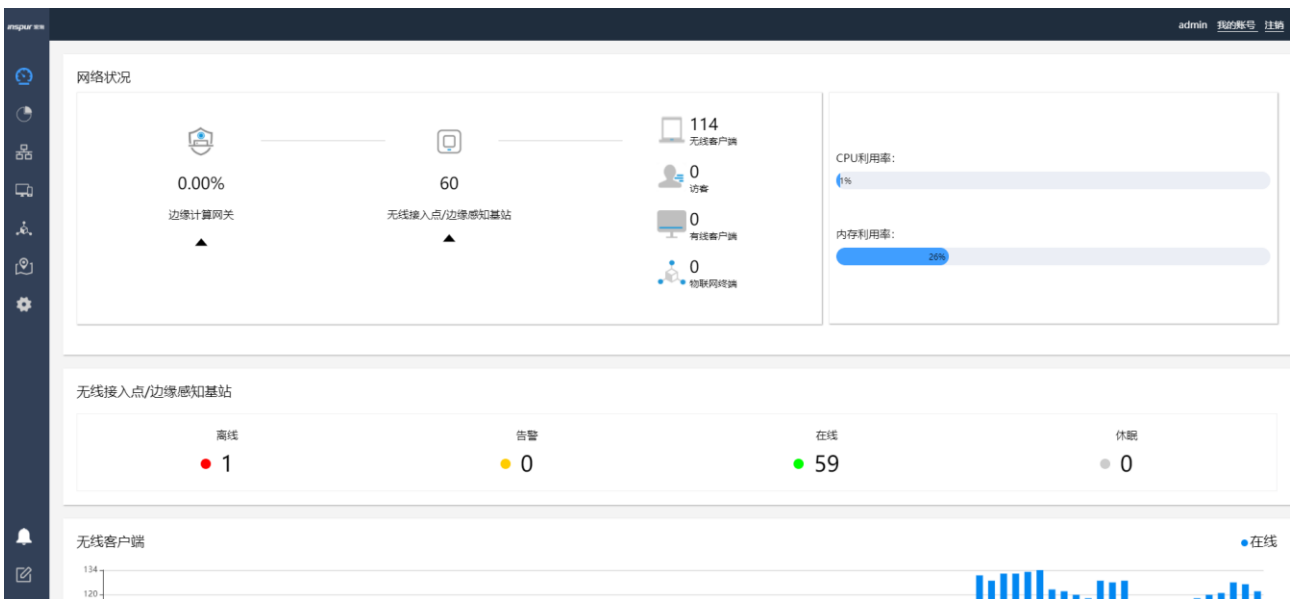 inspur 浪潮
admin 我的账号 注销
网络状况
0.00%
边缘计算网关
60
无线接入点/边缘感知基站
114
无线客户端
0
访客
0
有线客户端
0
物联网终端
CPU利用率:
1%
内存利用率:
26%
无线接入点/边缘感知基站
离线
1
告警
0
在线
59
休眠
0
无线客户端
在线
134
120